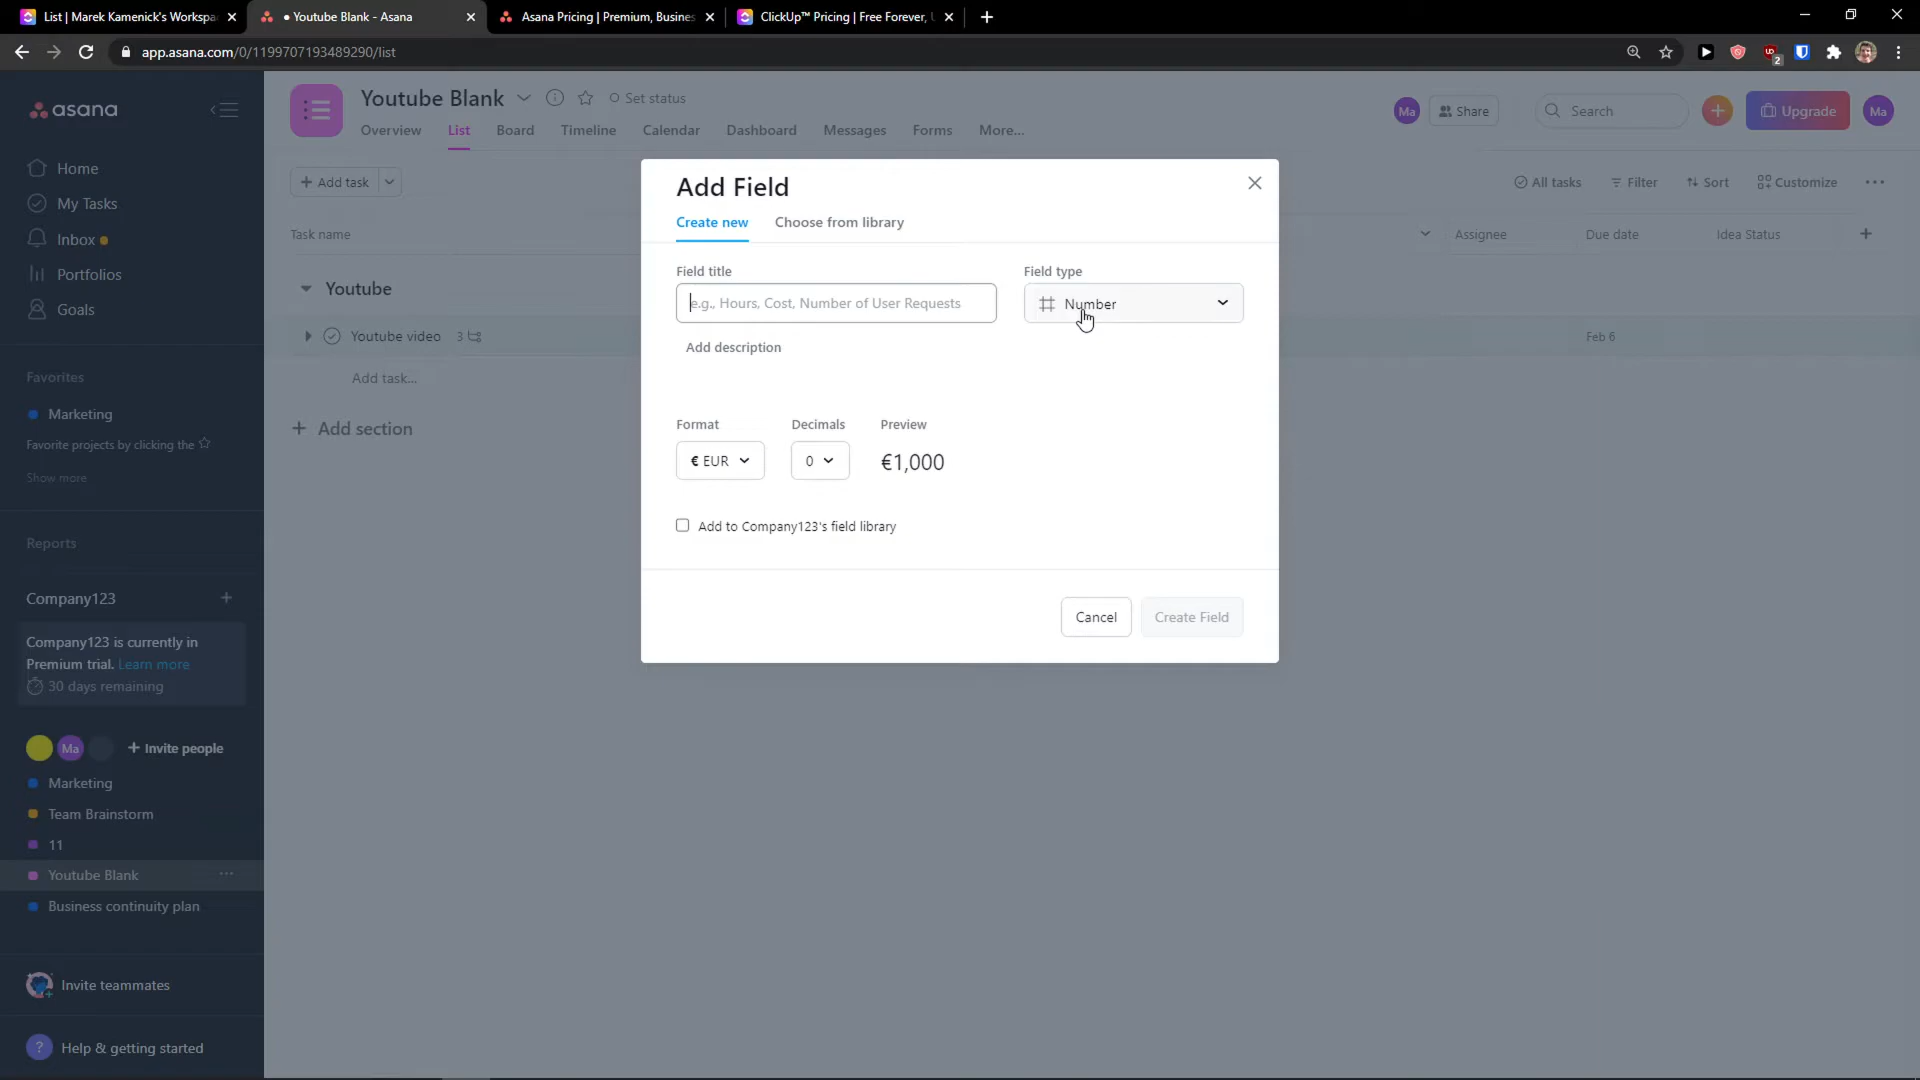 List | Marek Kamenick's Workspa
• Youtube Blank - Asana
Asana Pricing | Premium, Busines
ClickUp™ Pricing | Free Forever, U
app.asana.com/0/1199707193489290/list
2
asana
Home
My Tasks
Inbox
Portfolios
Goals
Favorites
Marketing
Favorite projects by clicking the
Show more
Reports
Company123
Company123 is currently in
Premium trial. Learn more
30 days remaining
Ma
Invite people
Marketing
Team Brainstorm
11
Youtube Blank
Business continuity plan
Invite teammates
? Help & getting started
Youtube Blank
Set status
Overview
List
Board
Timeline
Calendar
Dashboard
Messages
Forms
More...
Ma
Share
Search
Upgrade
Ma
+ Add task
All tasks
Filter
Sort
Customize
Task name
Assignee
Due date
Idea Status
Youtube
Youtube video 3
Feb 6
Add task...
+ Add section
Add Field
Create new
Choose from library
Field title
Field type
e.g., Hours, Cost, Number of User Requests
Number
Add description
Format
Decimals
Preview
€ EUR
0
€1,000
Add to Company123's field library
Cancel
Create Field